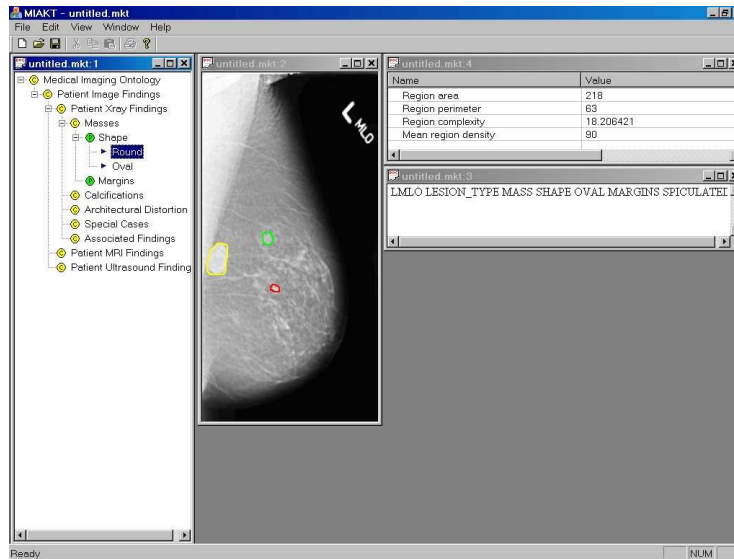 MIAKT - untitled.mkt
File Edit View Window Help
untitled.mkt:1
Medical Imaging Ontology
Patient Image Findings
Patient Xray Findings
Masses
Shape
Round
Oval
Margins
Calcifications
Architectural Distortion
Special Cases
Associated Findings
Patient MRI Findings
Patient Ultrasound Finding
untitled.mkt:2
L MLO
untitled.mkt:4
Name Value
Region area 218
Region perimeter 63
Region complexity 18.206421
Mean region density 90
untitled.mkt:3
LMLO LESION_TYPE MASS SHAPE OVAL MARGINS
Ready NUM